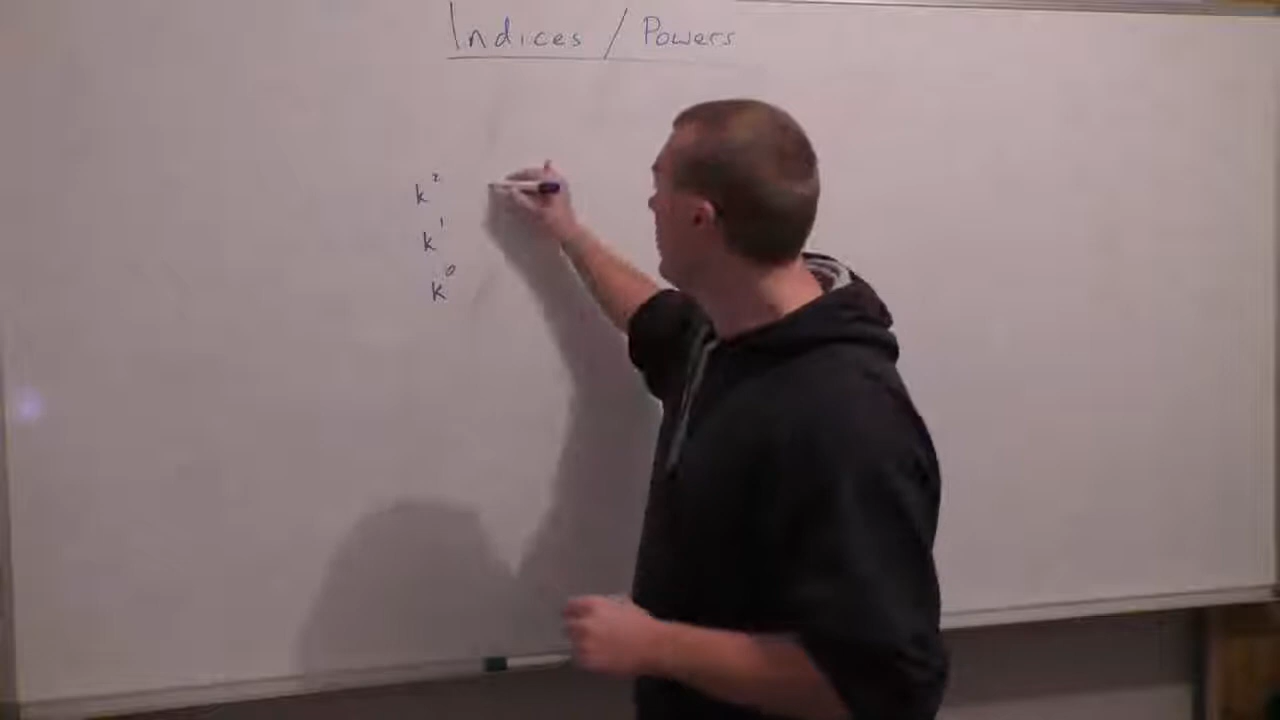 Indices / Powers
k²
k¹
k⁰